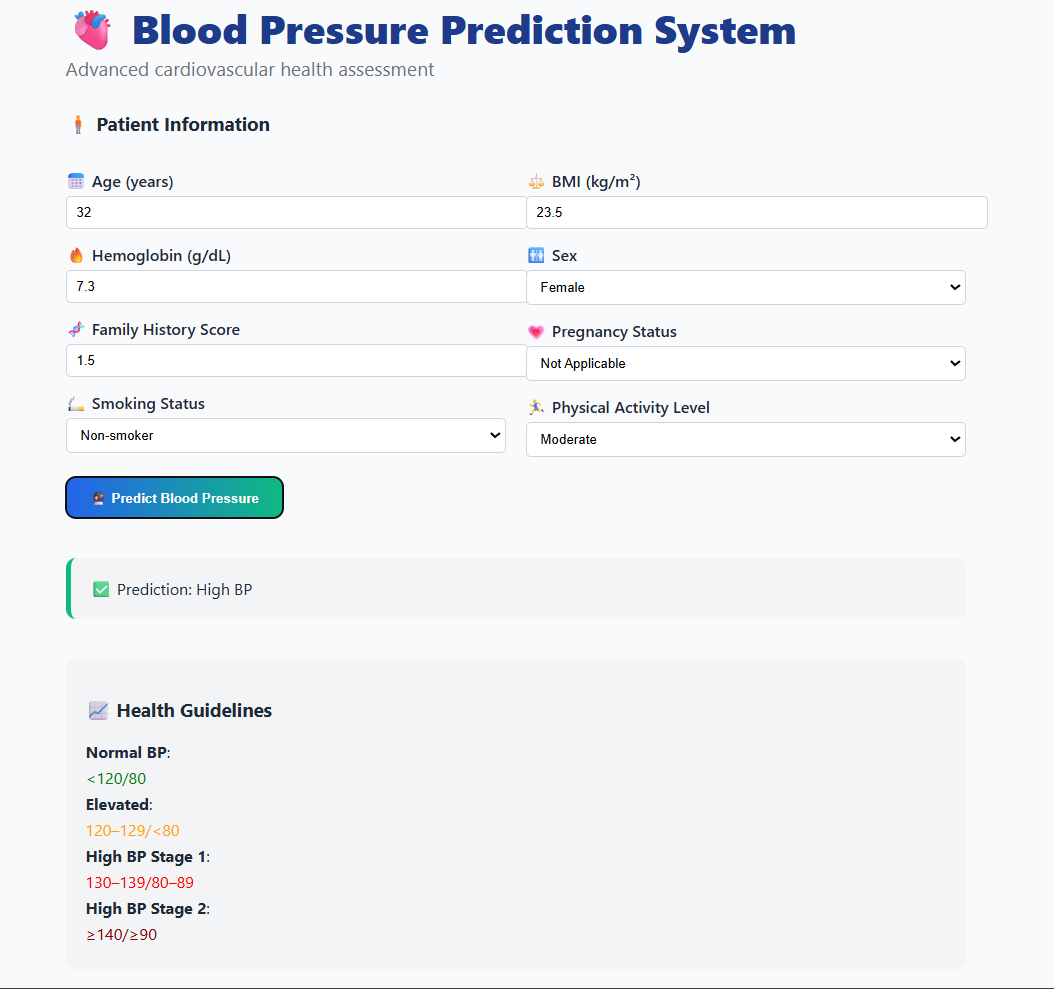 Blood Pressure Prediction System
Advanced cardiovascular health assessment
Patient Information
Age (years)
32
BMI (kg/m²)
23.5
Hemoglobin (g/dL)
7.3
Sex
Female
Family History Score
1.5
Pregnancy Status
Not Applicable
Smoking Status
Non-smoker
Physical Activity Level
Moderate
Predict Blood Pressure
Prediction: High BP
Health Guidelines
Normal BP:
<120/80
Elevated:
120–129/<80
High BP Stage 1:
130–139/80–89
High BP Stage 2:
≥140/≥90